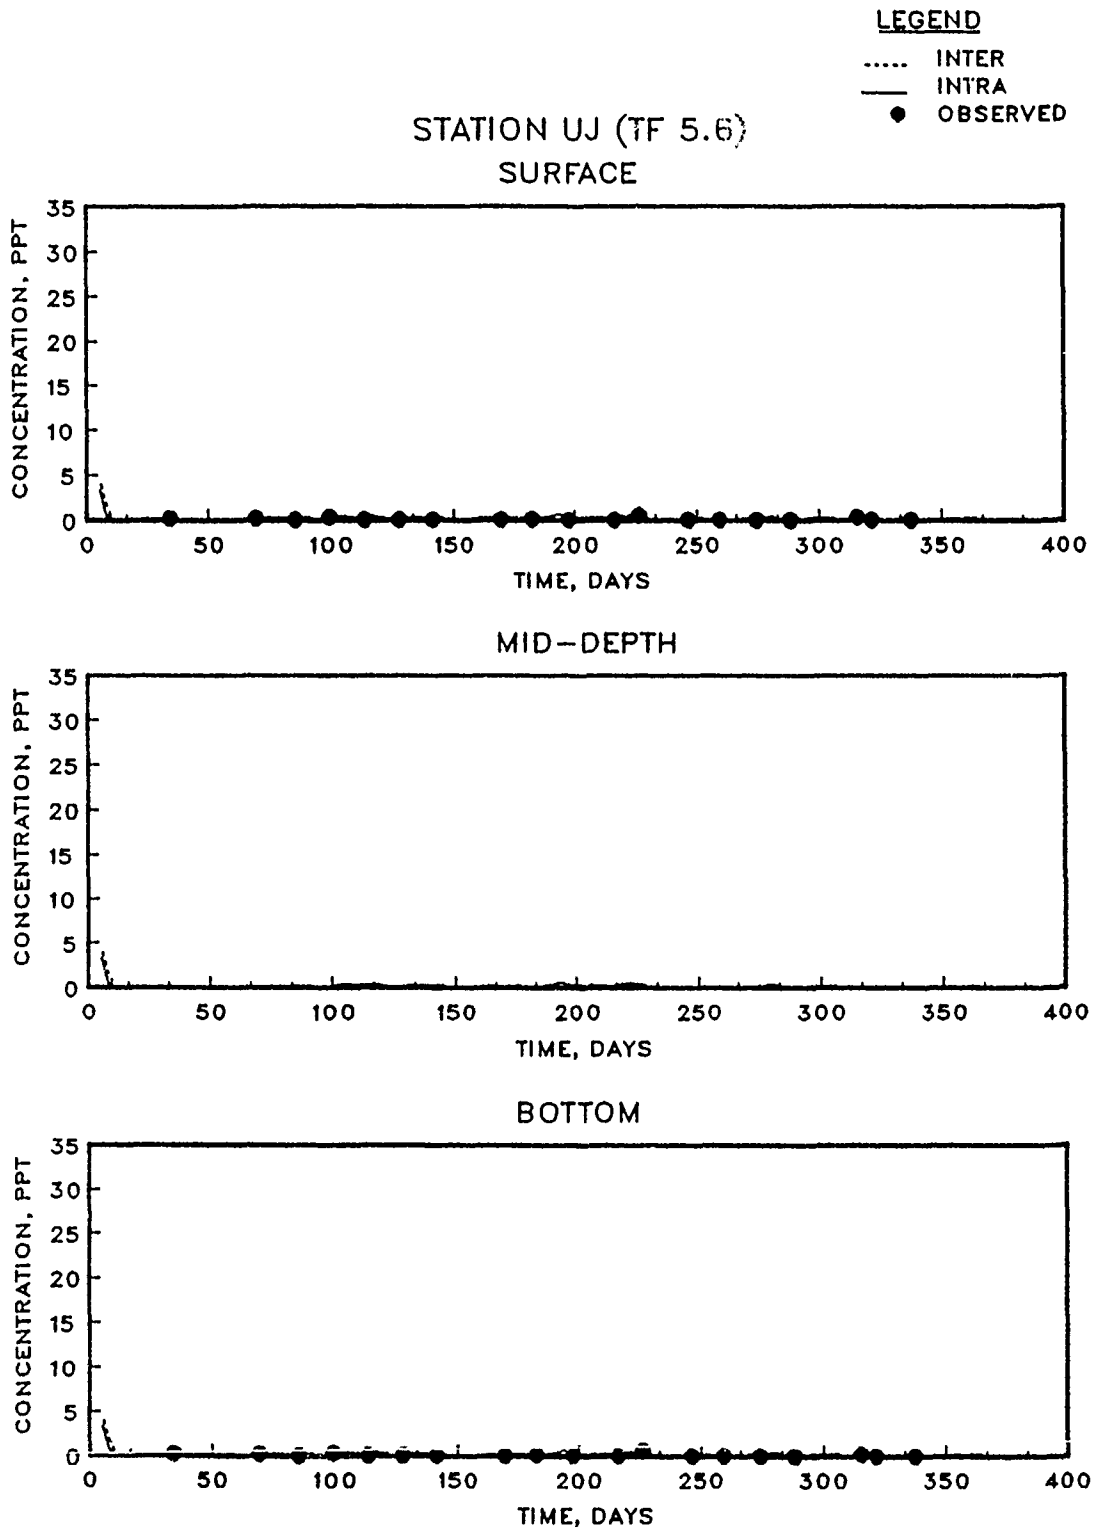 LEGEND
INTER
INTRA
OBSERVED
STATION UJ (TF 5.6)
SURFACE
CONCENTRATION, PPT
35
30
25
20
15
10
5
0
0 50 100 150 200 250 300 350 400
TIME, DAYS
MID-DEPTH
CONCENTRATION, PPT
35
30
25
20
15
10
5
0
0 50 100 150 200 250 300 350 400
TIME, DAYS
BOTTOM
CONCENTRATION, PPT
35
30
25
20
15
10
5
0
0 50 100 150 200 250 300 350 400
TIME, DAYS